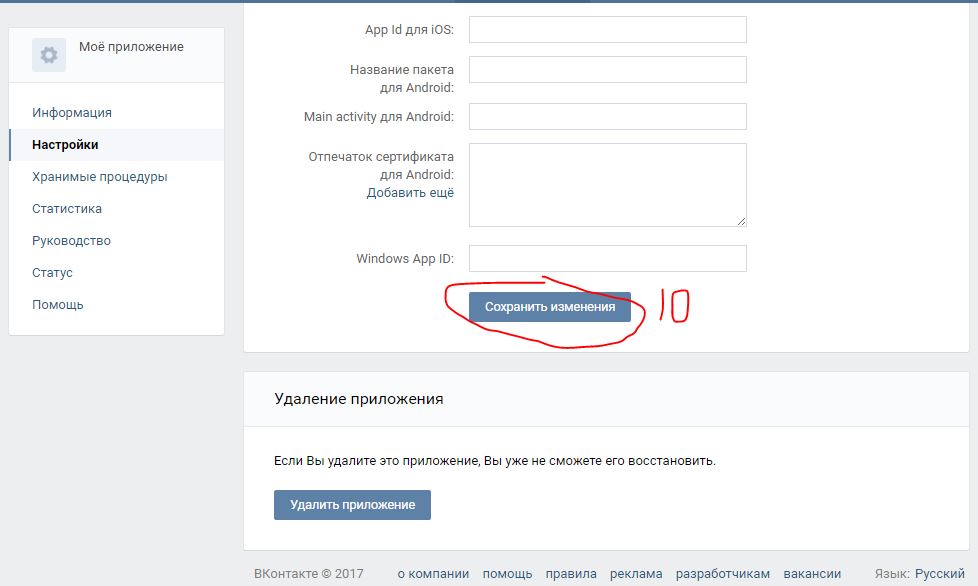 Моё приложение
Информация
Настройки
Хранимые процедуры
Статистика
Руководство
Статус
Помощь
App Id для iOS:
Название пакета
для Android:
Main activity для Android:
Отпечаток сертификата
для Android:
Добавить ещё
Windows App ID:
Сохранить изменения
10
Удаление приложения
Если Вы удалите это приложение, Вы уже не сможете его восстановить.
Удалить приложение
ВКонтакте © 2017 о компании помощь правила реклама разработчикам вакансии Язык: Русский